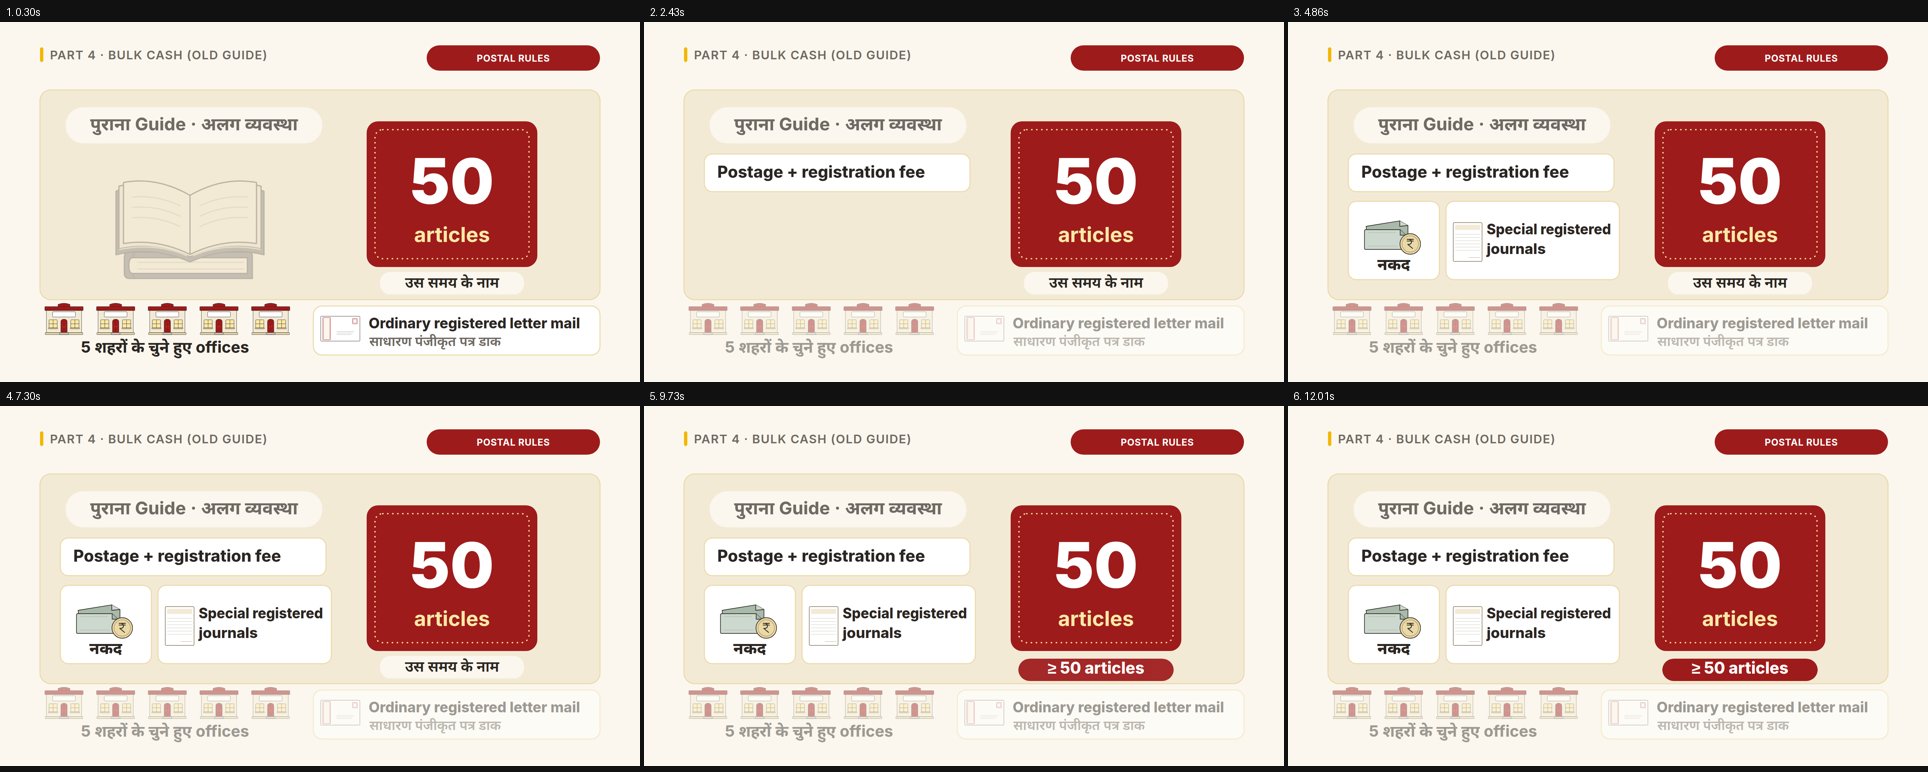 1. 0.30s
PART 4 · BULK CASH (OLD GUIDE)
POSTAL RULES
पुराना Guide · अलग व्यवस्था
50
articles
उस समय के नाम
5 शहरों के चुने हुए offices
Ordinary registered letter mail
साधारण पंजीकृत पत्र डाक
2. 2.43s
PART 4 · BULK CASH (OLD GUIDE)
POSTAL RULES
पुराना Guide · अलग व्यवस्था
Postage + registration fee
50
articles
उस समय के नाम
5 शहरों के चुने हुए offices
Ordinary registered letter mail
साधारण पंजीकृत पत्र डाक
3. 4.86s
PART 4 · BULK CASH (OLD GUIDE)
POSTAL RULES
पुराना Guide · अलग व्यवस्था
Postage + registration fee
₹
नकद
Special registered
journals
50
articles
उस समय के नाम
5 शहरों के चुने हुए offices
Ordinary registered letter mail
साधारण पंजीकृत पत्र डाक
4. 7.30s
PART 4 · BULK CASH (OLD GUIDE)
POSTAL RULES
पुराना Guide · अलग व्यवस्था
Postage + registration fee
₹
नकद
Special registered
journals
50
articles
उस समय के नाम
5 शहरों के चुने हुए offices
Ordinary registered letter mail
साधारण पंजीकृत पत्र डाक
5. 9.73s
PART 4 · BULK CASH (OLD GUIDE)
POSTAL RULES
पुराना Guide · अलग व्यवस्था
Postage + registration fee
₹
नकद
Special registered
journals
50
articles
≥ 50 articles
5 शहरों के चुने हुए offices
Ordinary registered letter mail
साधारण पंजीकृत पत्र डाक
6. 12.01s
PART 4 · BULK CASH (OLD GUIDE)
POSTAL RULES
पुराना Guide · अलग व्यवस्था
Postage + registration fee
₹
नकद
Special registered
journals
50
articles
≥ 50 articles
5 शहरों के चुने हुए offices
Ordinary registered letter mail
साधारण पंजीकृत पत्र डाक